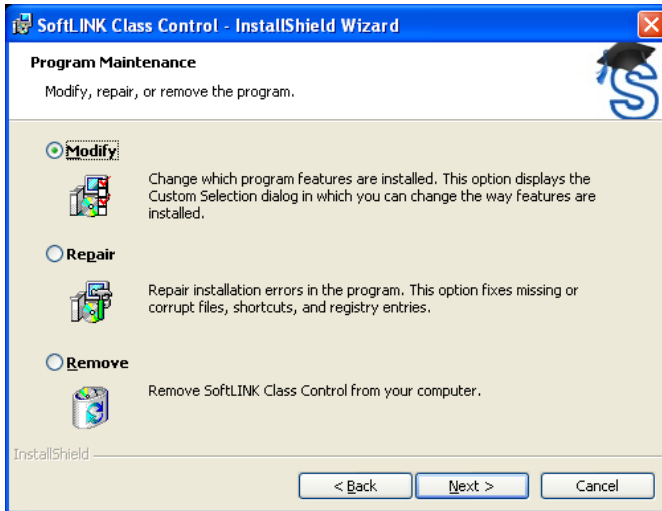 SoftLINK Class Control - InstallShield Wizard
Program Maintenance
Modify, repair, or remove the program.
S
Modify
Change which program features are installed. This option displays the
Custom Selection dialog in which you can change the way features are
installed.
Repair
Repair installation errors in the program. This option fixes missing or
corrupt files, shortcuts, and registry entries.
Remove
Remove SoftLINK Class Control from your computer.
InstallShield
< Back
Next >
Cancel